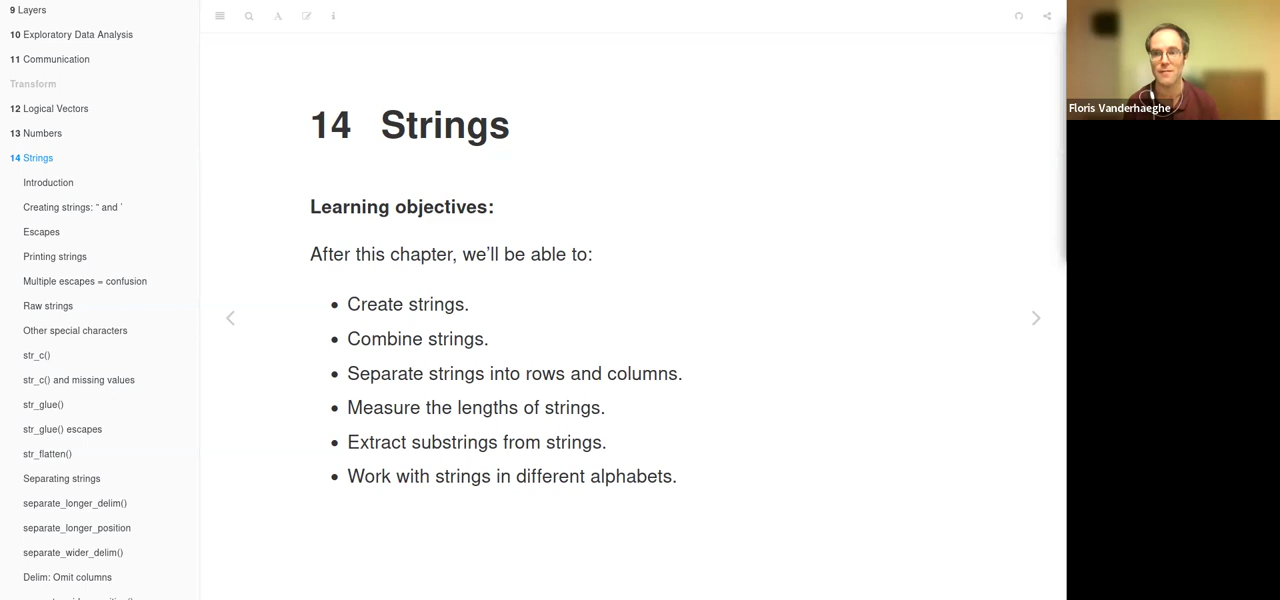 9 Layers
10 Exploratory Data Analysis
11 Communication
Transform
12 Logical Vectors
13 Numbers
14 Strings
Introduction
Creating strings: " and '
Escapes
Printing strings
Multiple escapes = confusion
Raw strings
Other special characters
str_c()
str_c() and missing values
str_glue()
str_glue() escapes
str_flatten()
Separating strings
separate_longer_delim()
separate_longer_position
separate_wider_delim()
Delim: Omit columns
14 Strings
Learning objectives:
After this chapter, we'll be able to:
• Create strings.
• Combine strings.
• Separate strings into rows and columns.
• Measure the lengths of strings.
• Extract substrings from strings.
• Work with strings in different alphabets.
Floris Vanderhaeghe